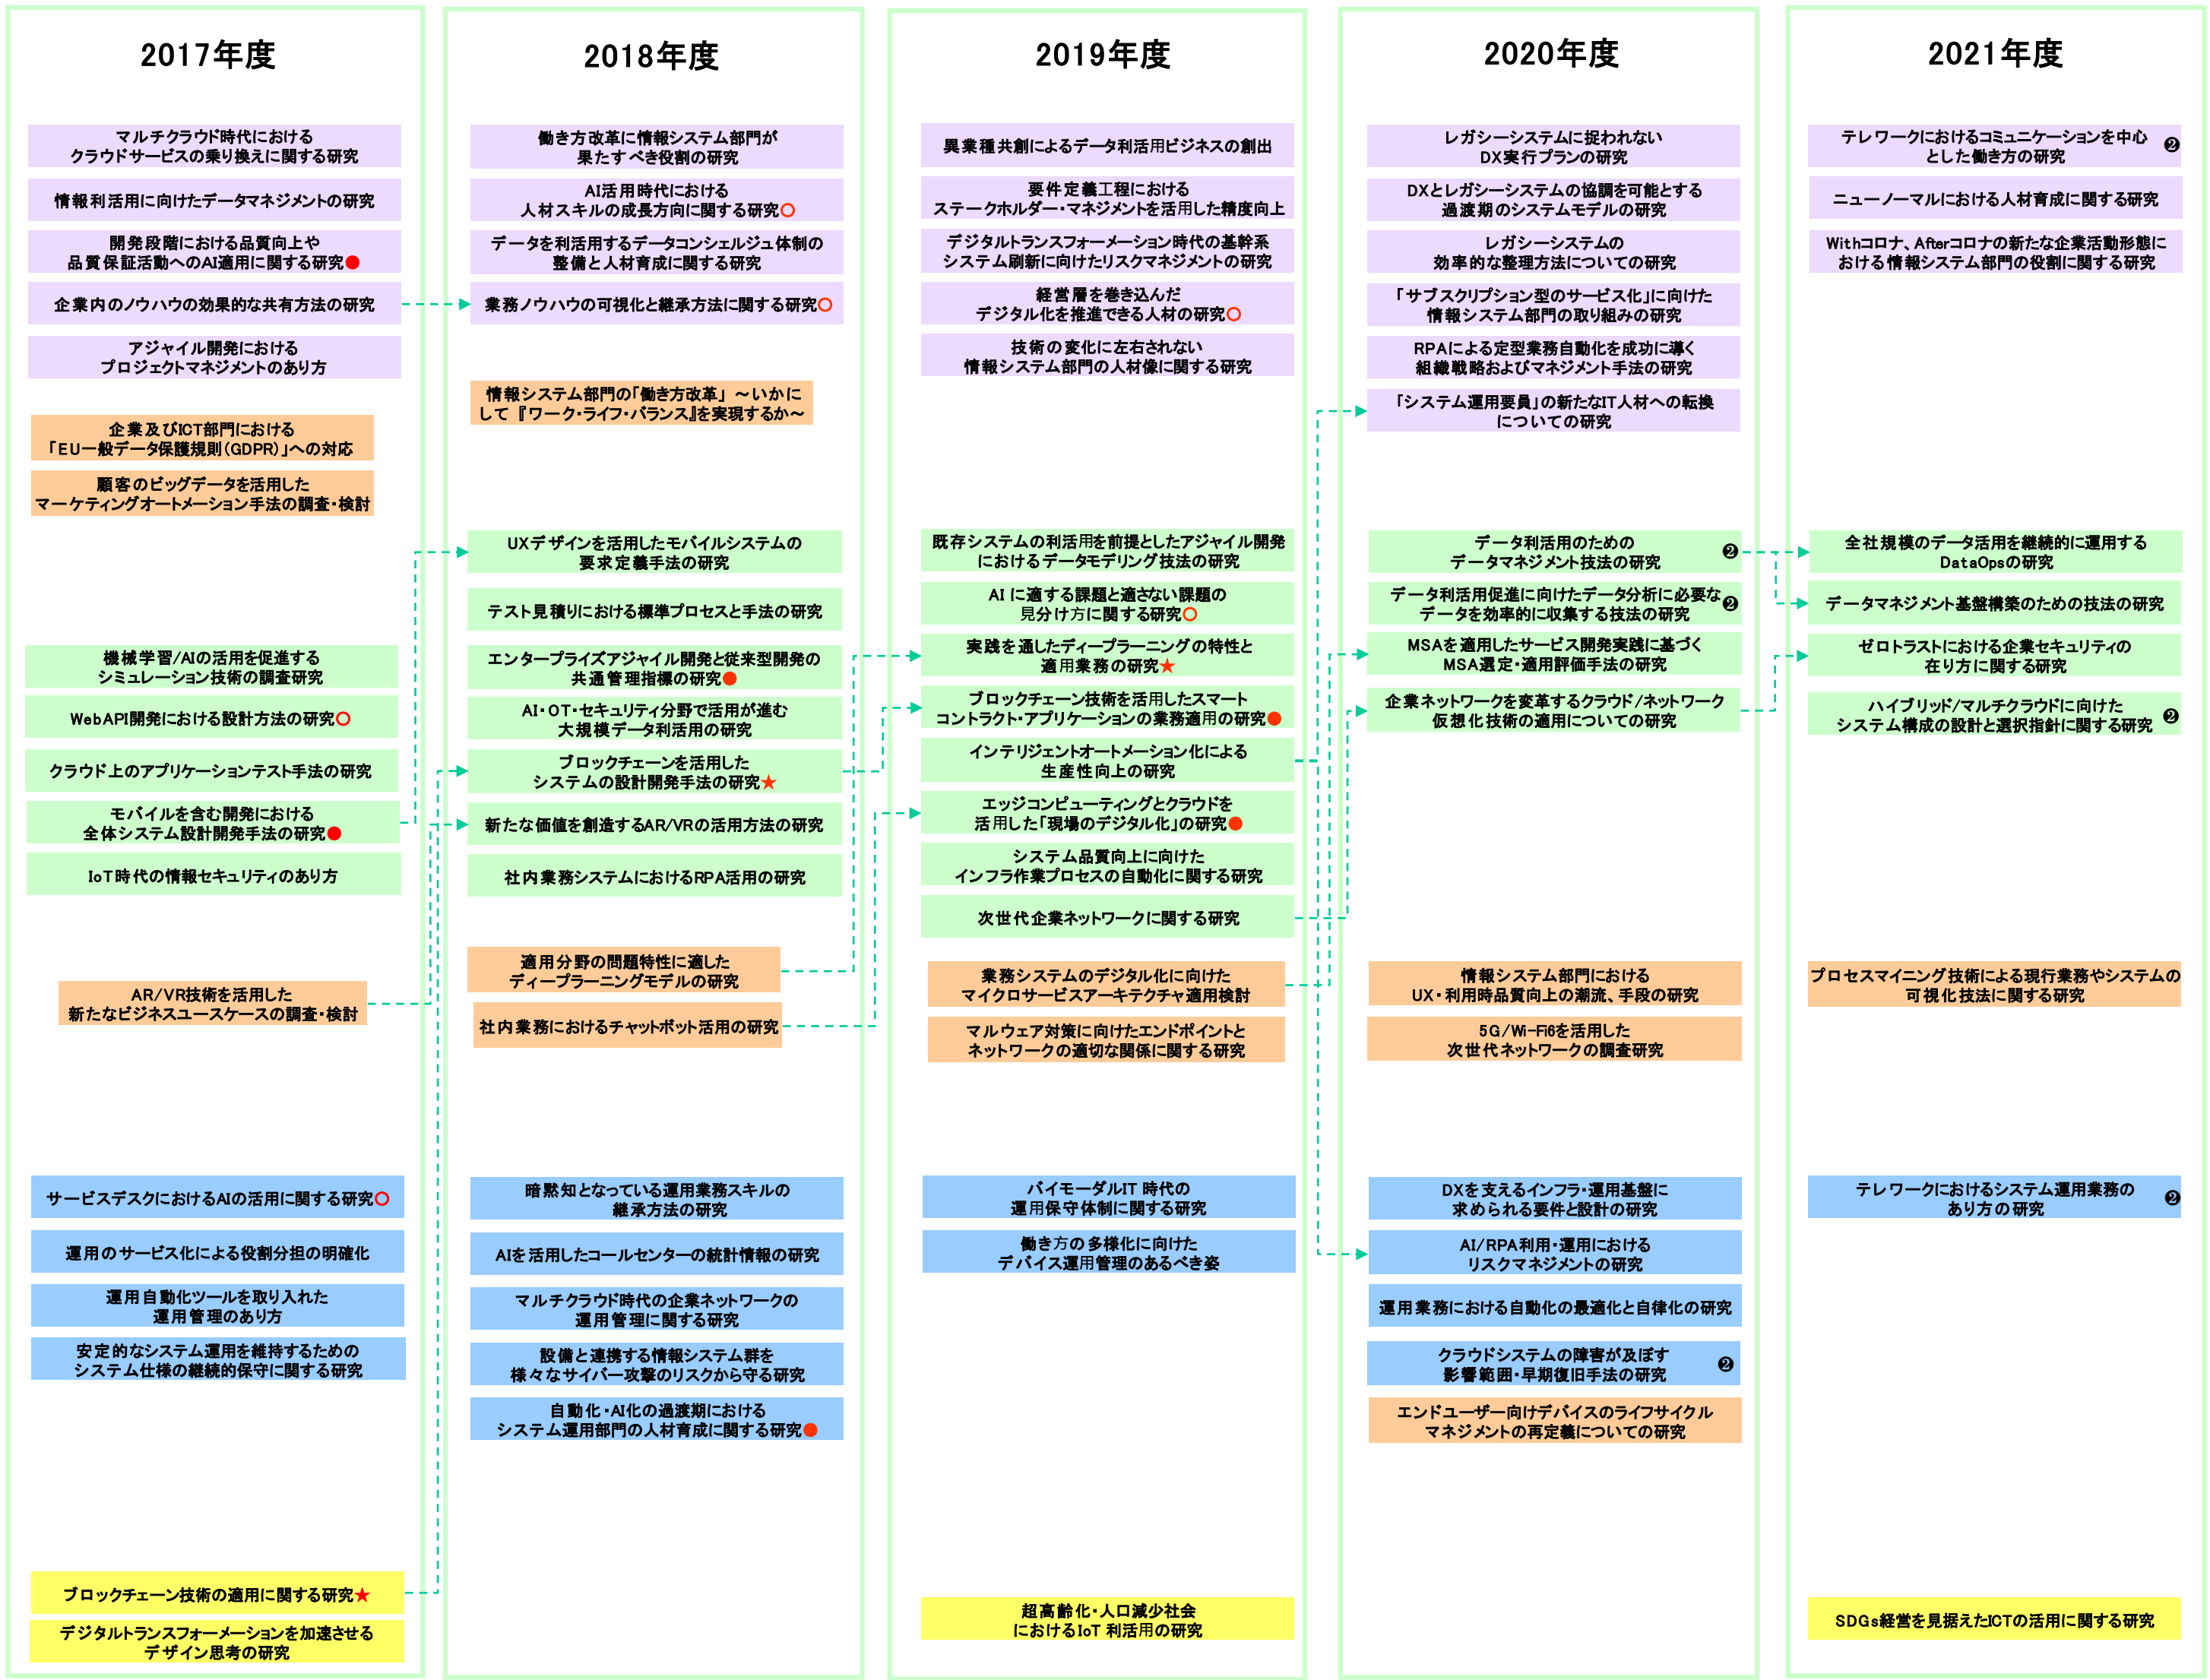 2017年度
マルチクラウド時代における
クラウドサービスの乗り換えに関する研究
情報利活用に向けたデータマネジメントの研究
開発段階における品質向上や
品質保証活動へのAI適用に関する研究●
企業内のノウハウの効果的な共有方法の研究
アジャイル開発における
プロジェクトマネジメントのあり方
企業及びICT部門における
「EU一般データ保護規則(GDPR)」への対応
顧客のビッグデータを活用した
マーケティングオートメーション手法の調査・検討
機械学習/AIの活用を促進する
シミュレーション技術の調査研究
WebAPI開発における設計方法の研究○
クラウド上のアプリケーションテスト手法の研究
モバイルを含む開発における
全体システム設計開発手法の研究●
IoT時代の情報セキュリティのあり方
AR/VR技術を活用した
新たなビジネスユースケースの調査・検討
サービスデスクにおけるAIの活用に関する研究○
運用のサービス化による役割分担の明確化
運用自動化ツールを取り入れた
運用管理のあり方
安定的なシステム運用を維持するための
システム仕様の継続的保守に関する研究
ブロックチェーン技術の適用に関する研究★
デジタルトランスフォーメーションを加速させる
デザイン思考の研究
2018年度
働き方改革に情報システム部門が
果たすべき役割の研究
AI活用時代における
人材スキルの成長方向に関する研究○
データを利活用するデータコンシェルジュ体制の
整備と人材育成に関する研究
業務ノウハウの可視化と継承方法に関する研究○
情報システム部門の「働き方改革」 ～いかに
して『ワーク・ライフ・バランス』を実現するか～
UXデザインを活用したモバイルシステムの
要求定義手法の研究
テスト見積りにおける標準プロセスと手法の研究
エンタープライズアジャイル開発と従来型開発の
共通管理指標の研究●
AI・OT・セキュリティ分野で活用が進む
大規模データ利活用の研究
ブロックチェーンを活用した
システムの設計開発手法の研究★
新たな価値を創造するAR/VRの活用方法の研究
社内業務システムにおけるRPA活用の研究
適用分野の問題特性に適した
ディープラーニングモデルの研究
社内業務におけるチャットボット活用の研究
暗黙知となっている運用業務スキルの
継承方法の研究
AIを活用したコールセンターの統計情報の研究
マルチクラウド時代の企業ネットワークの
運用管理に関する研究
設備と連携する情報システム群を
様々なサイバー攻撃のリスクから守る研究
自動化・AI化の過渡期における
システム運用部門の人材育成に関する研究●
2019年度
異業種共創によるデータ利活用ビジネスの創出
要件定義工程における
ステークホルダー・マネジメントを活用した精度向上
デジタルトランスフォーメーション時代の基幹系
システム刷新に向けたリスクマネジメントの研究
経営層を巻き込んだ
デジタル化を推進できる人材の研究○
技術の変化に左右されない
情報システム部門の人材像に関する研究
既存システムの利活用を前提としたアジャイル開発
におけるデータモデリング技法の研究
AI に適する課題と適さない課題の
見分け方に関する研究○
実践を通したディープラーニングの特性と
適用業務の研究★
ブロックチェーン技術を活用したスマート
コントラクト・アプリケーションの業務適用の研究●
インテリジェントオートメーション化による
生産性向上の研究
エッジコンピューティングとクラウドを
活用した「現場のデジタル化」の研究●
システム品質向上に向けた
インフラ作業プロセスの自動化に関する研究
次世代企業ネットワークに関する研究
業務システムのデジタル化に向けた
マイクロサービスアーキテクチャ適用検討
マルウェア対策に向けたエンドポイントと
ネットワークの適切な関係に関する研究
バイモーダルIT 時代の
運用保守体制に関する研究
働き方の多様化に向けた
デバイス運用管理のあるべき姿
超高齢化・人口減少社会
におけるIoT 利活用の研究
2020年度
レガシーシステムに捉われない
DX実行プランの研究
DXとレガシーシステムの協調を可能とする
過渡期のシステムモデルの研究
レガシーシステムの
効率的な整理方法についての研究
「サブスクリプション型のサービス化」に向けた
情報システム部門の取り組みの研究
RPAによる定型業務自動化を成功に導く
組織戦略およびマネジメント手法の研究
「システム運用要員」の新たなIT人材への転換
についての研究
データ利活用のための
データマネジメント技法の研究 ❷
データ利活用促進に向けたデータ分析に必要な
データを効率的に収集する技法の研究 ❷
MSAを適用したサービス開発実践に基づく
MSA選定・適用評価手法の研究
企業ネットワークを変革するクラウド/ネットワーク
仮想化技術の適用についての研究
情報システム部門における
UX・利用時品質向上の潮流、手段の研究
5G/Wi-Fi6を活用した
次世代ネットワークの調査研究
DXを支えるインフラ・運用基盤に
求められる要件と設計の研究
AI/RPA利用・運用における
リスクマネジメントの研究
運用業務における自動化の最適化と自律化の研究
クラウドシステムの障害が及ぼす
影響範囲・早期復旧手法の研究 ❷
エンドユーザー向けデバイスのライフサイクル
マネジメントの再定義についての研究
2021年度
テレワークにおけるコミュニケーションを中心
とした働き方の研究 ❷
ニューノーマルにおける人材育成に関する研究
Withコロナ、Afterコロナの新たな企業活動形態に
おける情報システム部門の役割に関する研究
全社規模のデータ活用を継続的に運用する
DataOpsの研究
データマネジメント基盤構築のための技法の研究
ゼロトラストにおける企業セキュリティの
在り方に関する研究
ハイブリッド/マルチクラウドに向けた
システム構成の設計と選択指針に関する研究 ❷
プロセスマイニング技術による現行業務やシステムの
可視化技法に関する研究
テレワークにおけるシステム運用業務の
あり方の研究 ❷
SDGs経営を見据えたICTの活用に関する研究